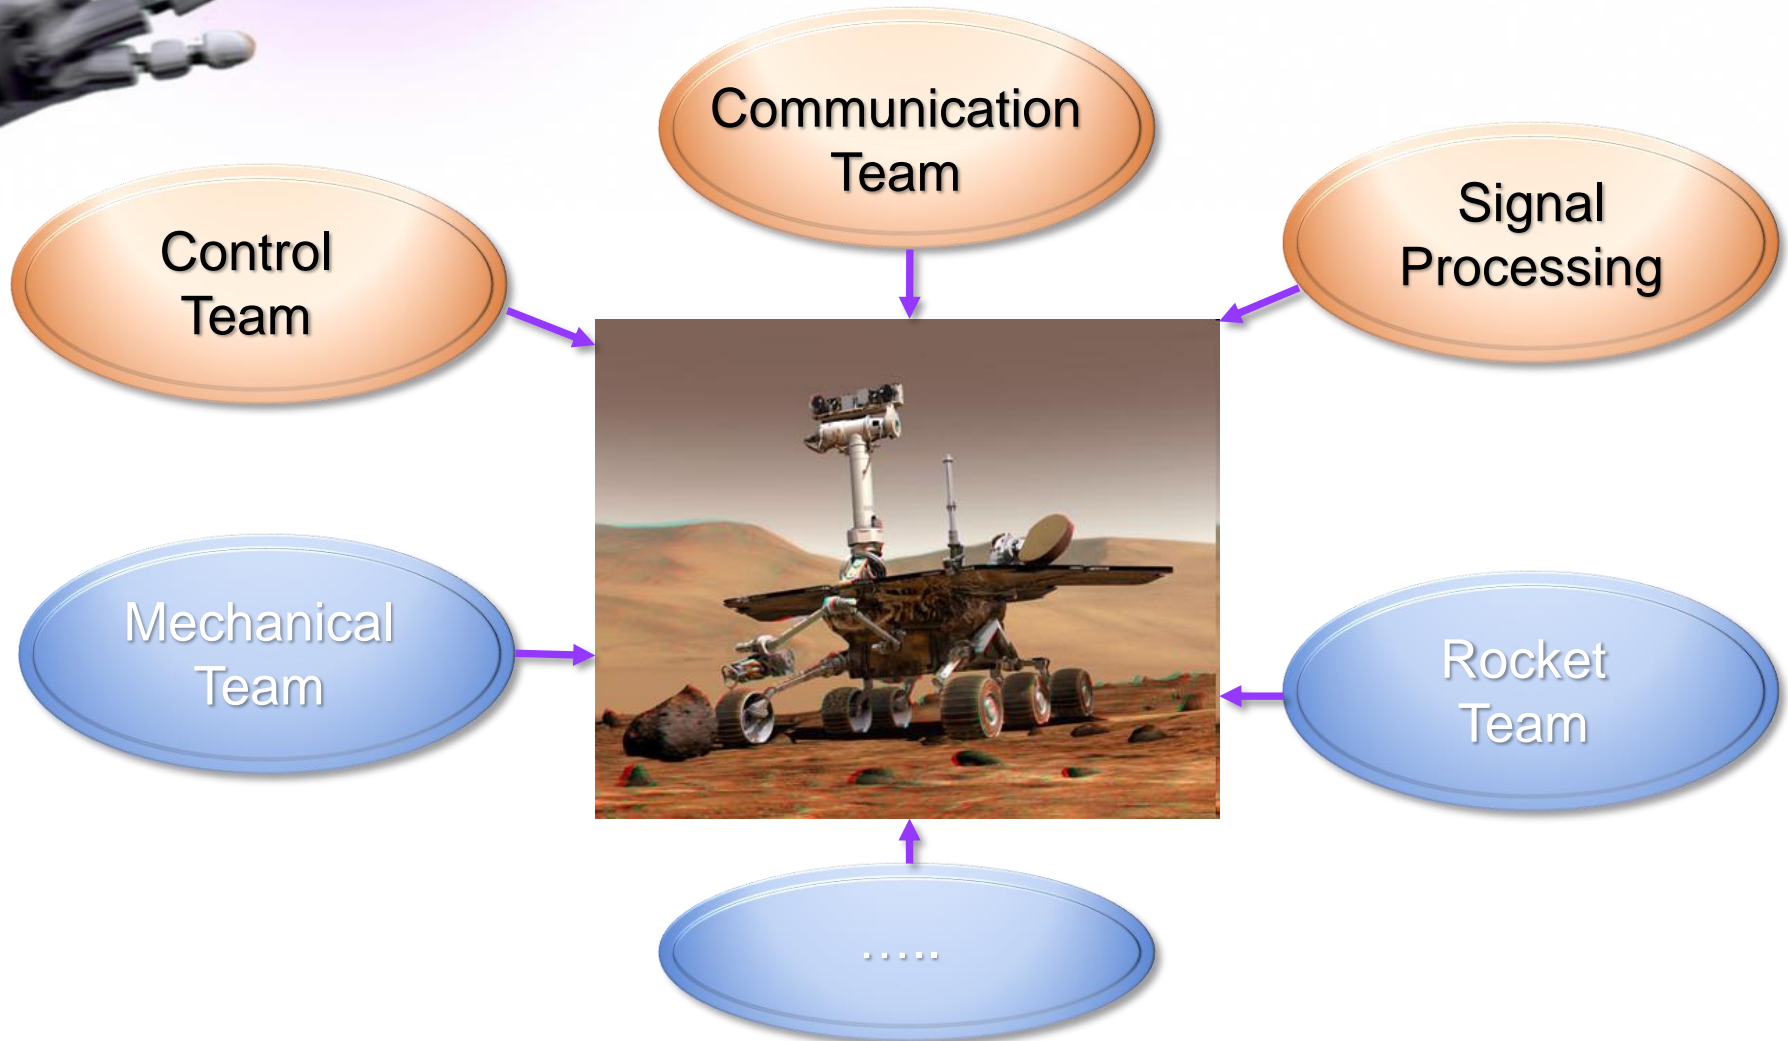 Communication
Team
Control
Team
Signal
Processing
Mechanical
Team
Rocket
Team
.....